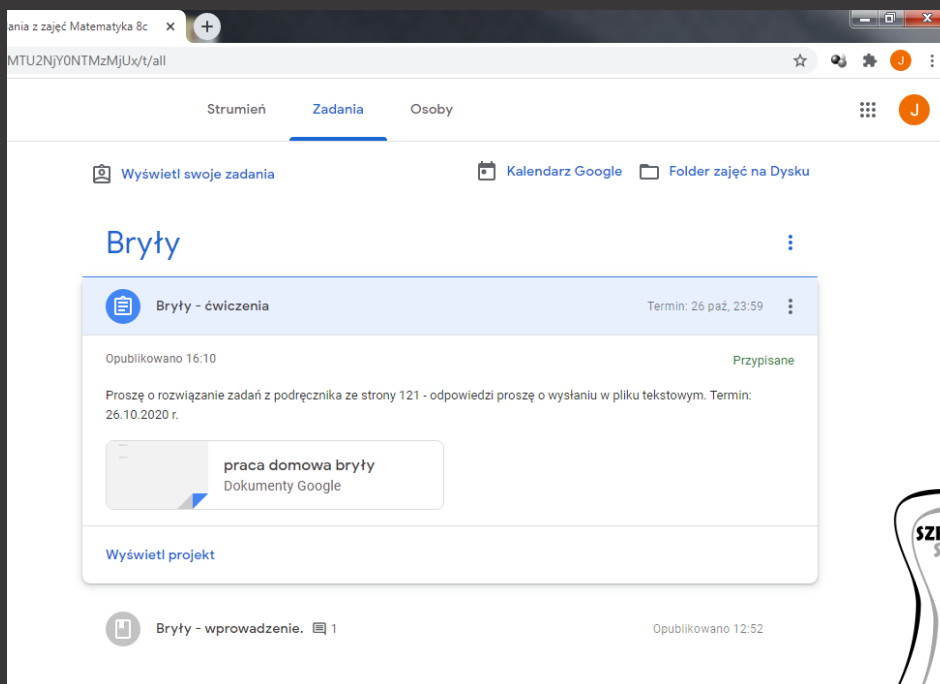 ania z zajęć Matematyka 8c
MTU2NjY0NTMzMjUx/t/all
J
Strumień Zadania Osoby
J
Wyświetl swoje zadania Kalendarz Google Folder zajęć na Dysku
Bryły
Bryły - ćwiczenia Termin: 26 paź, 23:59
Opublikowano 16:10 Przypisane
Proszę o rozwiązanie zadań z podręcznika ze strony 121 - odpowiedzi proszę o wysłaniu w pliku tekstowym. Termin:
26.10.2020 r.
praca domowa bryły
Dokumenty Google
Wyświetl projekt
Bryły - wprowadzenie. 1 Opublikowano 12:52